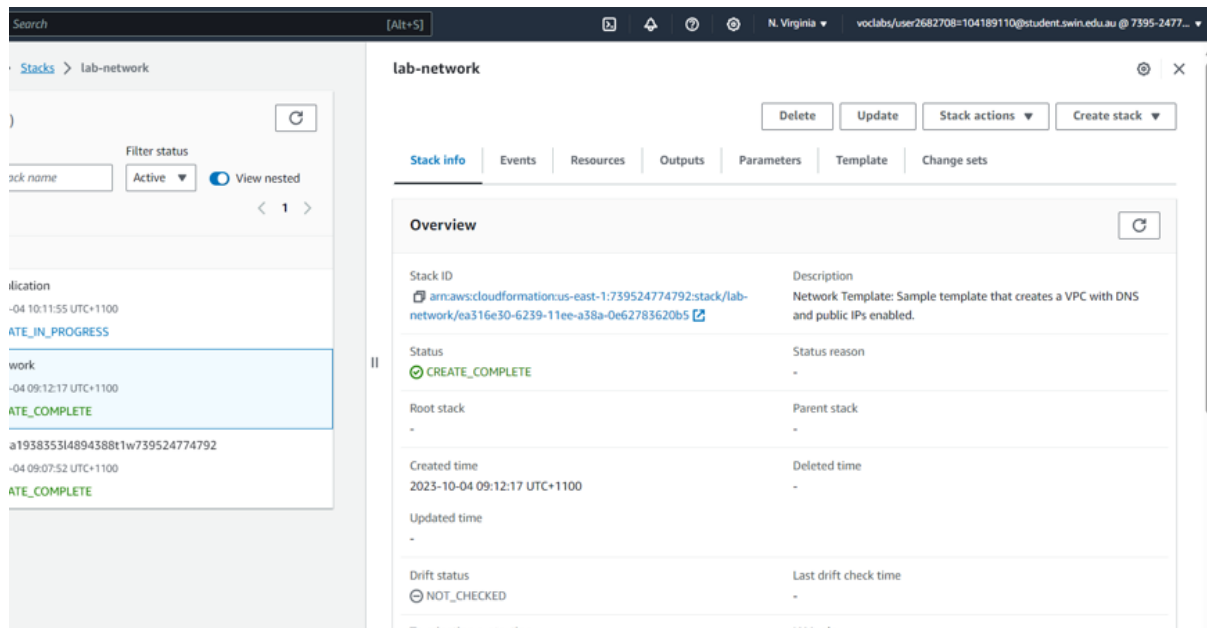 Search
[Alt+S]
N. Virginia
voclabs/user2682708=104189110@student.swin.edu.au @ 7395-2477...
Stacks > lab-network
)
Filter status
ck name
Active
View nested
< 1 >
lication
-04 10:11:55 UTC+1100
ATE_IN_PROGRESS
work
-04 09:12:17 UTC+1100
ATE_COMPLETE
a1938353l4894388t1w739524774792
-04 09:07:52 UTC+1100
ATE_COMPLETE
lab-network
Delete
Update
Stack actions
Create stack
Stack info
Events
Resources
Outputs
Parameters
Template
Change sets
Overview
Stack ID
arn:aws:cloudformation:us-east-1:739524774792:stack/lab-
network/ea316e30-6239-11ee-a38a-0e62783620b5
Description
Network Template: Sample template that creates a VPC with DNS
and public IPs enabled.
Status
CREATE_COMPLETE
Status reason
-
Root stack
-
Parent stack
-
Created time
2023-10-04 09:12:17 UTC+1100
Deleted time
-
Updated time
-
Drift status
NOT_CHECKED
Last drift check time
-